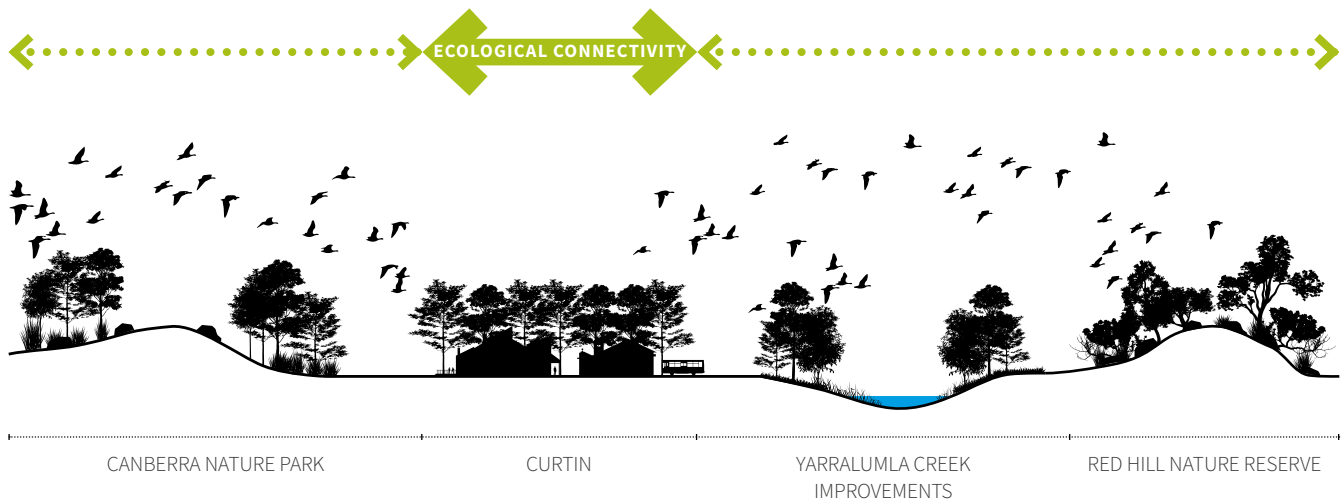 ECOLOGICAL CONNECTIVITY
CANBERRA NATURE PARK
CURTIN
YARRALUMLA CREEK
IMPROVEMENTS
RED HILL NATURE RESERVE